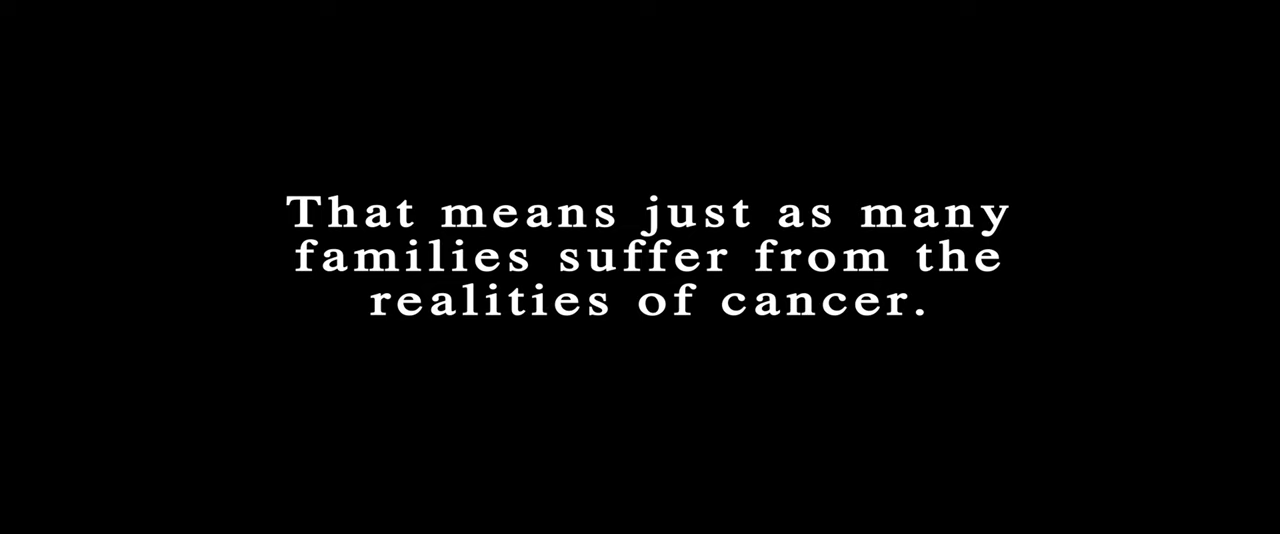 That means just as many
families suffer from the
realities of cancer.